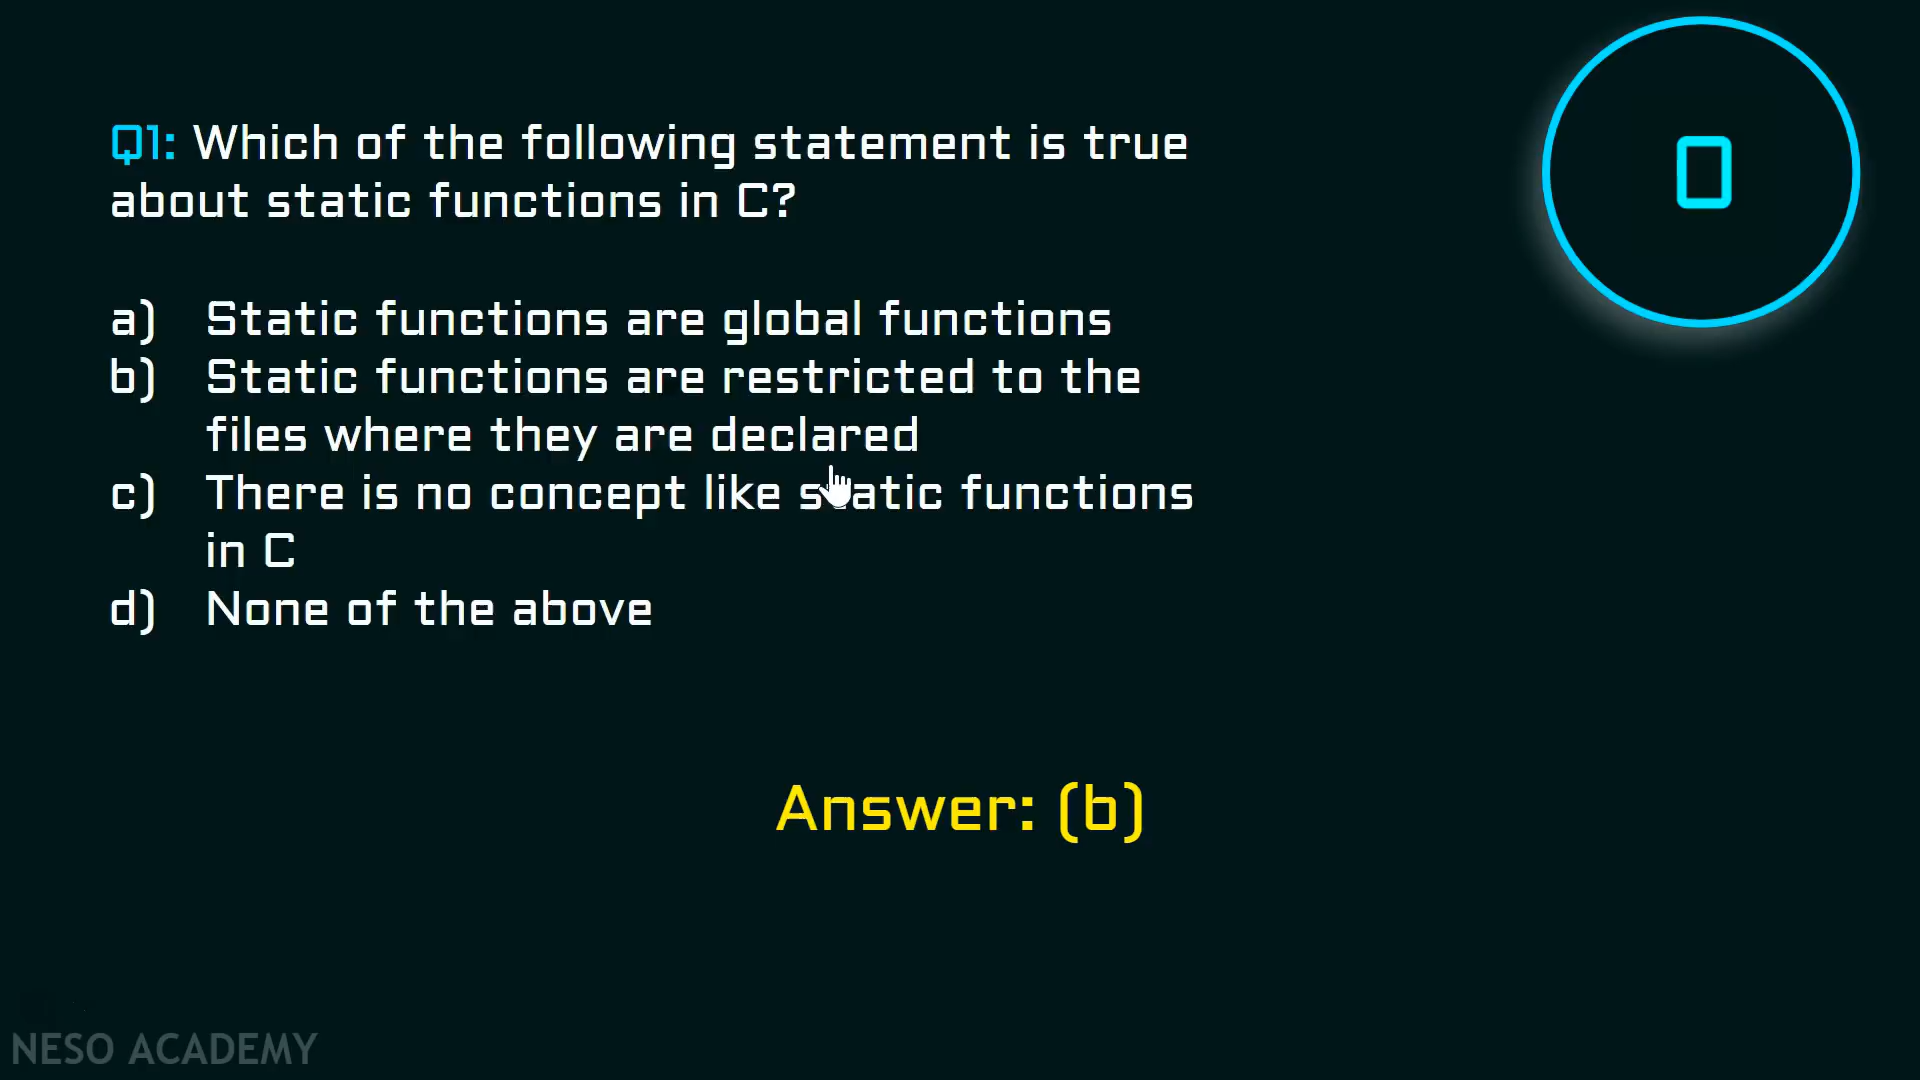 Q1: Which of the following statement is true
about static functions in C?
0
a) Static functions are global functions
b) Static functions are restricted to the
files where they are declared
c) There is no concept like static functions
in C
d) None of the above
Answer: (b)
NESO ACADEMY